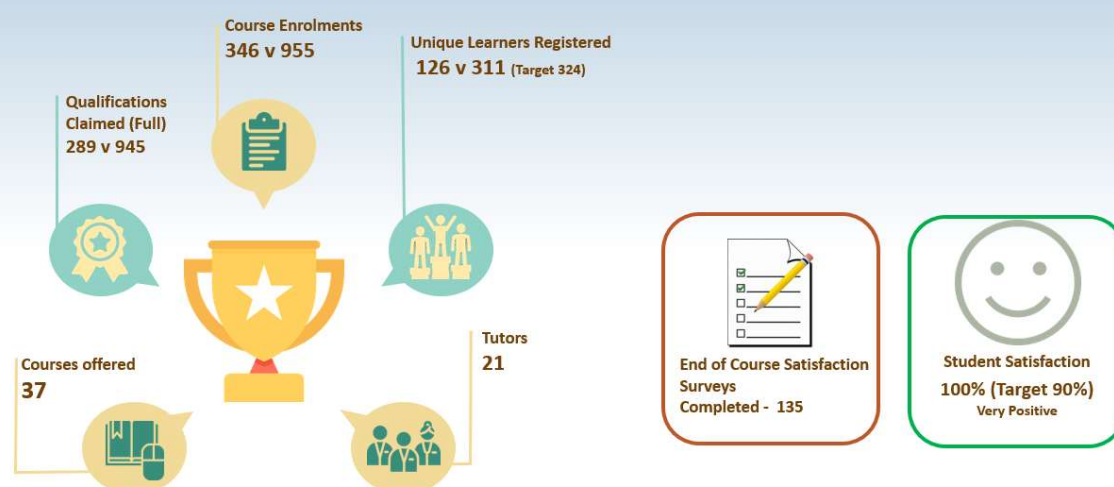 Course Enrolments
346 v 955
Unique Learners Registered
126 v 311 (Target 324)
Qualifications
Claimed (Full)
289 v 945
Courses offered
37
Tutors
21
End of Course Satisfaction
Surveys
Completed - 135
Student Satisfaction
100% (Target 90%)
Very Positive